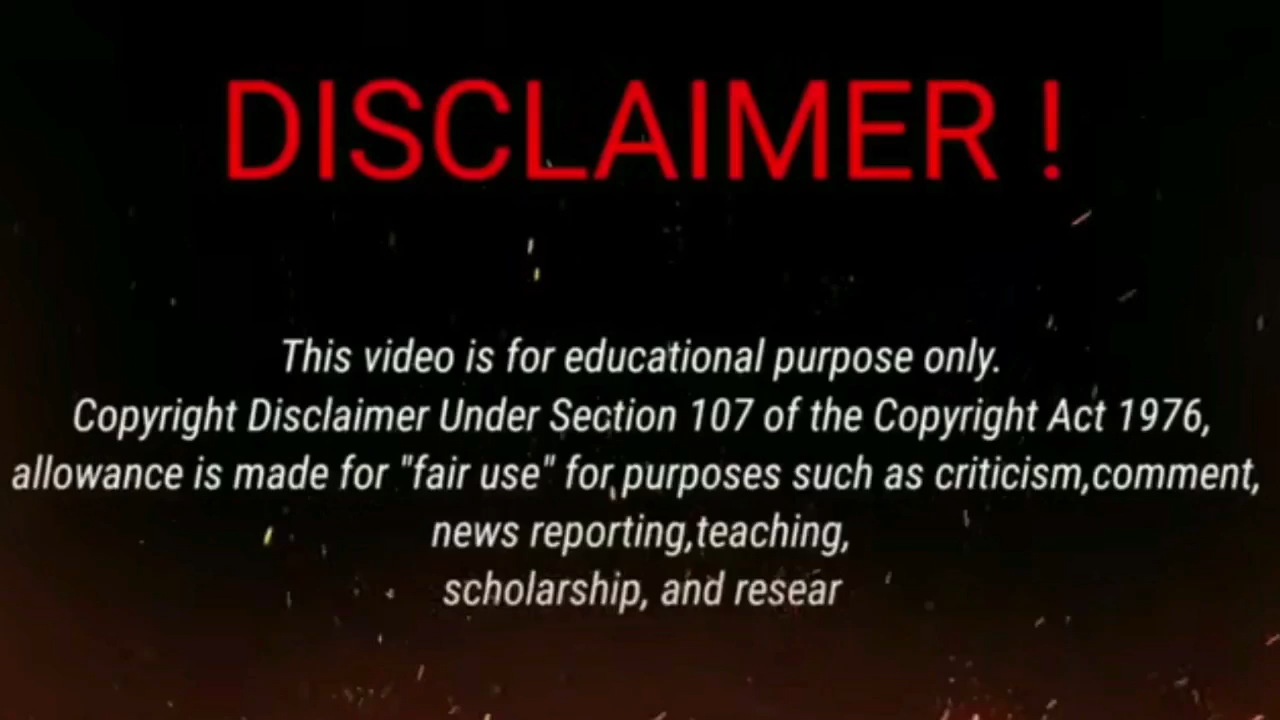 DISCLAIMER !
This video is for educational purpose only.
Copyright Disclaimer Under Section 107 of the Copyright Act 1976,
allowance is made for "fair use" for purposes such as criticism,comment,
news reporting,teaching,
scholarship, and resear